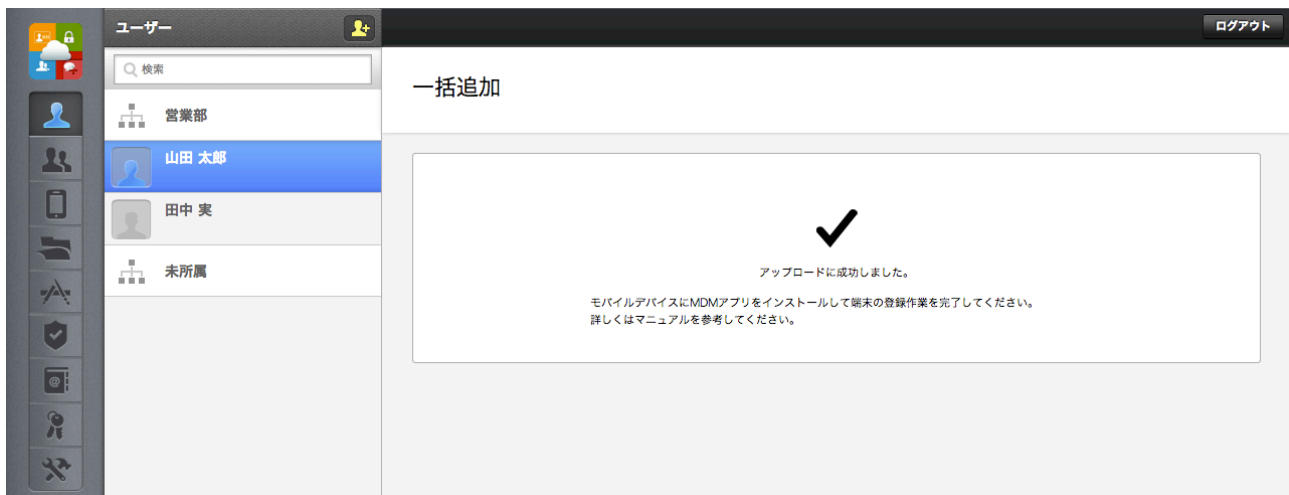 ユーザー
ログアウト
検索
一括追加
営業部
山田 太郎
田中 実
未所属
アップロードに成功しました。
モバイルデバイスにMDMアプリをインストールして端末の登録作業を完了してください。
詳しくはマニュアルを参考してください。